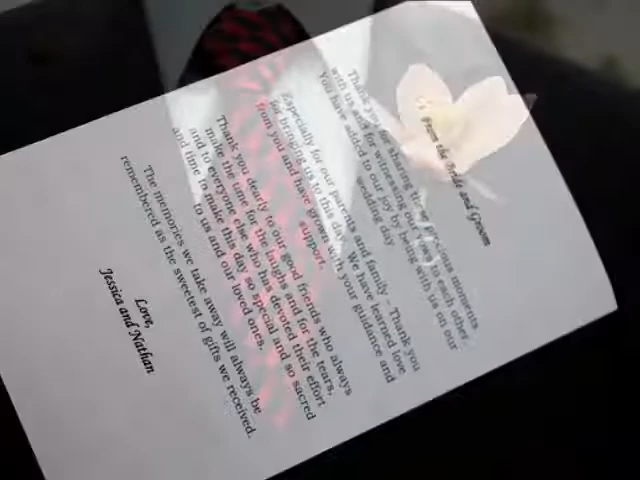 From the Bride and Groom
Thank you for sharing these precious moments
with us and for witnessing our vows to each other.
You have added to our joy by being with us on our
wedding day
Especially for our parents and family – Thank you
for bringing us to this day. We have learned love
from you and have grown with your guidance and
support.
Thank you dearly to our good friends who always
make the time for the laughs and for the tears,
and to everyone else who has devoted their effort
and time to make this day so special and so sacred
to us and our loved ones.
The memories we take away will always be
remembered as the sweetest of gifts we received.
Love,
Jessica and Nathan